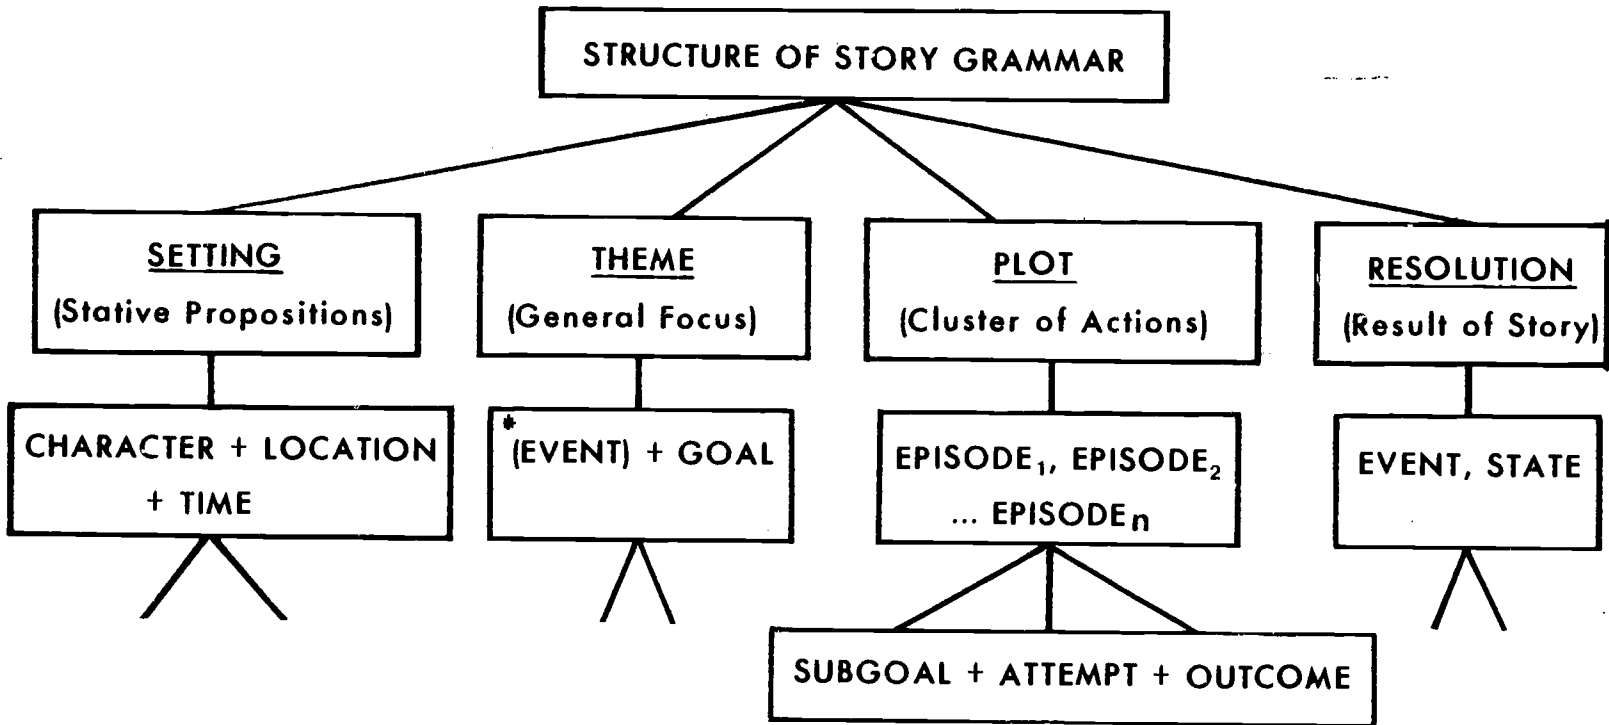 STRUCTURE OF STORY GRAMMAR
SETTING
(Stative Propositions)
THEME
(General Focus)
PLOT
(Cluster of Actions)
RESOLUTION
(Result of Story)
CHARACTER + LOCATION
+ TIME
*(EVENT) + GOAL
EPISODE₁, EPISODE₂
... EPISODEₙ
EVENT, STATE
SUBGOAL + ATTEMPT + OUTCOME